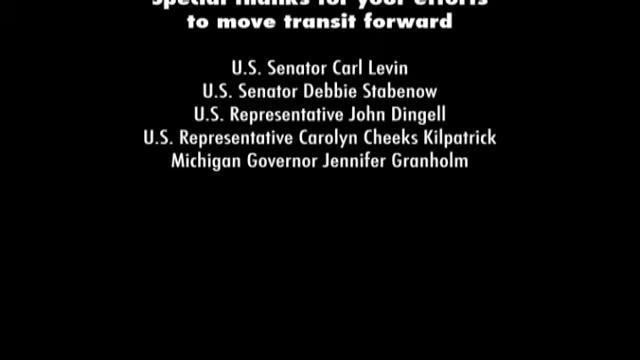 Special thanks for your efforts
to move transit forward
U.S. Senator Carl Levin
U.S. Senator Debbie Stabenow
U.S. Representative John Dingell
U.S. Representative Carolyn Cheeks Kilpatrick
Michigan Governor Jennifer Granholm